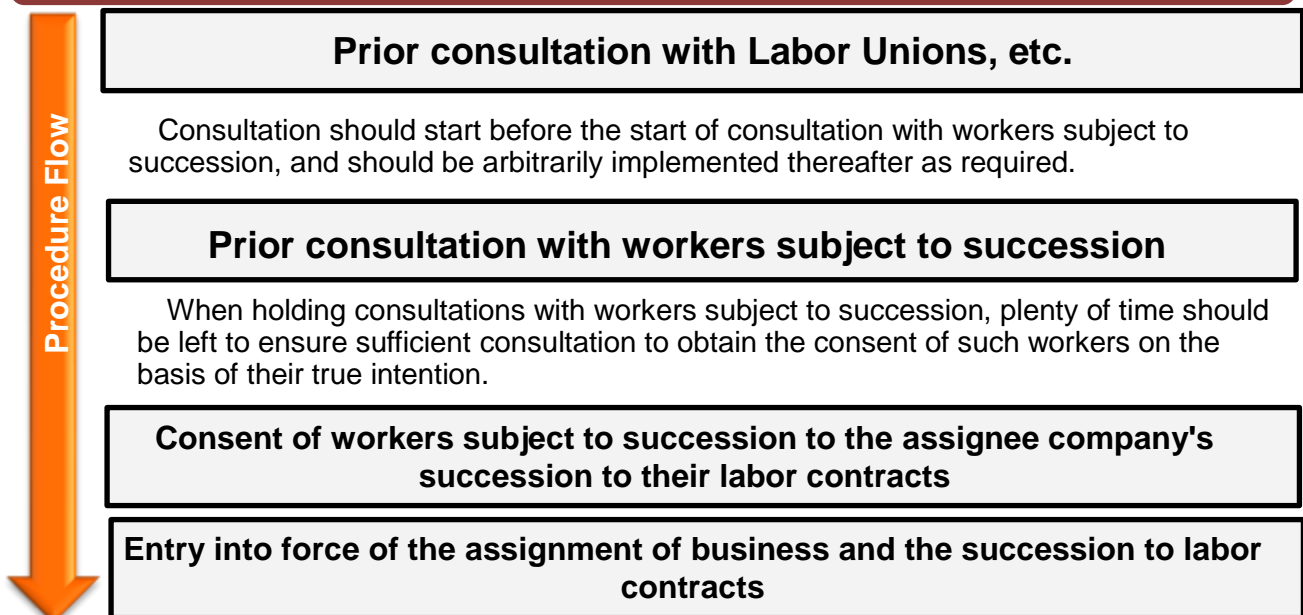 Prior consultation with Labor Unions, etc.
Consultation should start before the start of consultation with workers subject to
succession, and should be arbitrarily implemented thereafter as required.
Procedure Flow
Prior consultation with workers subject to succession
When holding consultations with workers subject to succession, plenty of time should
be left to ensure sufficient consultation to obtain the consent of such workers on the
basis of their true intention.
Consent of workers subject to succession to the assignee company's
succession to their labor contracts
Entry into force of the assignment of business and the succession to labor
contracts